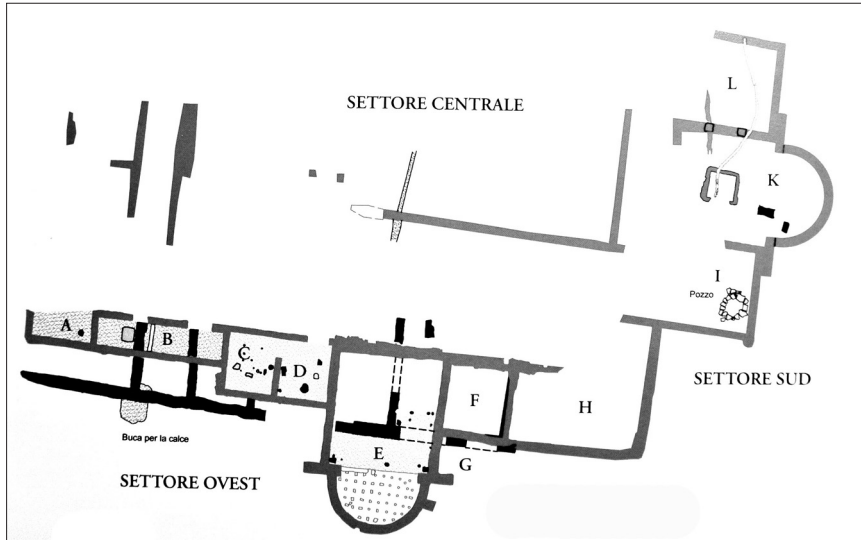 L
SETTORE CENTRALE
K
I
Pozzo
A
B
C
D
SETTORE SUD
F
H
Buca per la calce
E
G
SETTORE OVEST